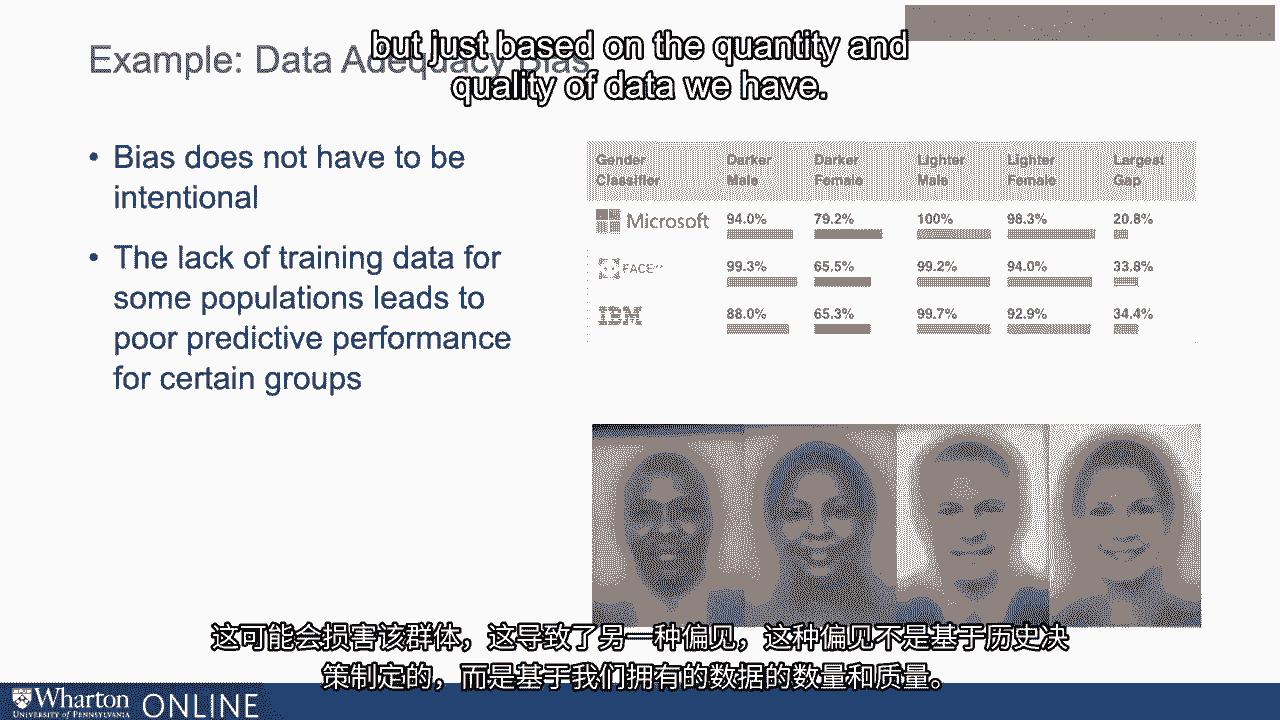 but just based on the quantity and
quality of data we have.
Example: Data Adequacy Bias
• Bias does not have to be
intentional
• The lack of training data for
some populations leads to
poor predictive performance
for certain groups
Gender Classifier Darker Male Darker Female Lighter Male Lighter Female Largest Gap
Microsoft 94.0% 79.2% 100% 98.3% 20.8%
FACE++ 99.3% 65.5% 99.2% 94.0% 33.8%
IBM 88.0% 65.3% 99.7% 92.9% 34.4%
这可能会损害该群体，这导致了另一种偏见，这种偏见不是基于历史决
策制定的，而是基于我们拥有的数据的数量和质量。
Wharton ONLINE
UNIVERSITY of PENNSYLVANIA